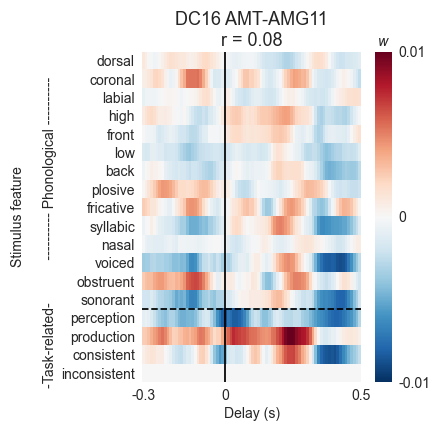 DC16 AMT-AMG11
r = 0.08
w
dorsal
coronal
labial
high
front
low
back
plosive
fricative
syllabic
nasal
voiced
obstruent
sonorant
perception
production
consistent
inconsistent
Stimulus feature
-Task-related- ----------- Phonological -----------
-0.3 0 0.5
Delay (s)
0.01
0
-0.01